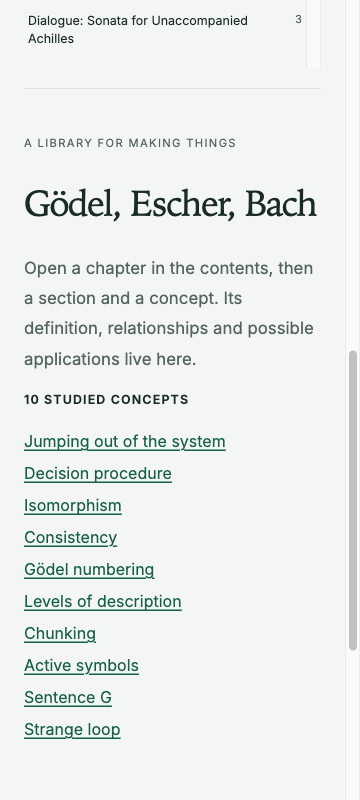 Dialogue: Sonata for Unaccompanied 3
Achilles
A LIBRARY FOR MAKING THINGS
Gödel, Escher, Bach
Open a chapter in the contents, then
a section and a concept. Its
definition, relationships and possible
applications live here.
10 STUDIED CONCEPTS
Jumping out of the system
Decision procedure
Isomorphism
Consistency
Gödel numbering
Levels of description
Chunking
Active symbols
Sentence G
Strange loop